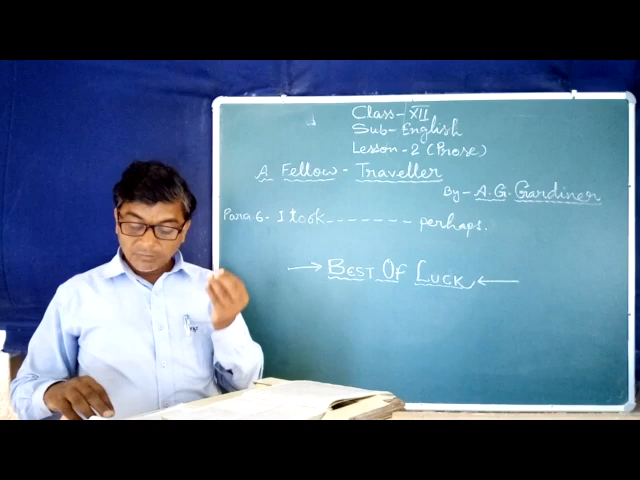 Class-XII
Sub-English
Lesson-2 (Prose)
A Fellow-Traveller
By-A.G.Gardiner
Para.6-I took------- perhaps.
→ BEST OF LUCK ←